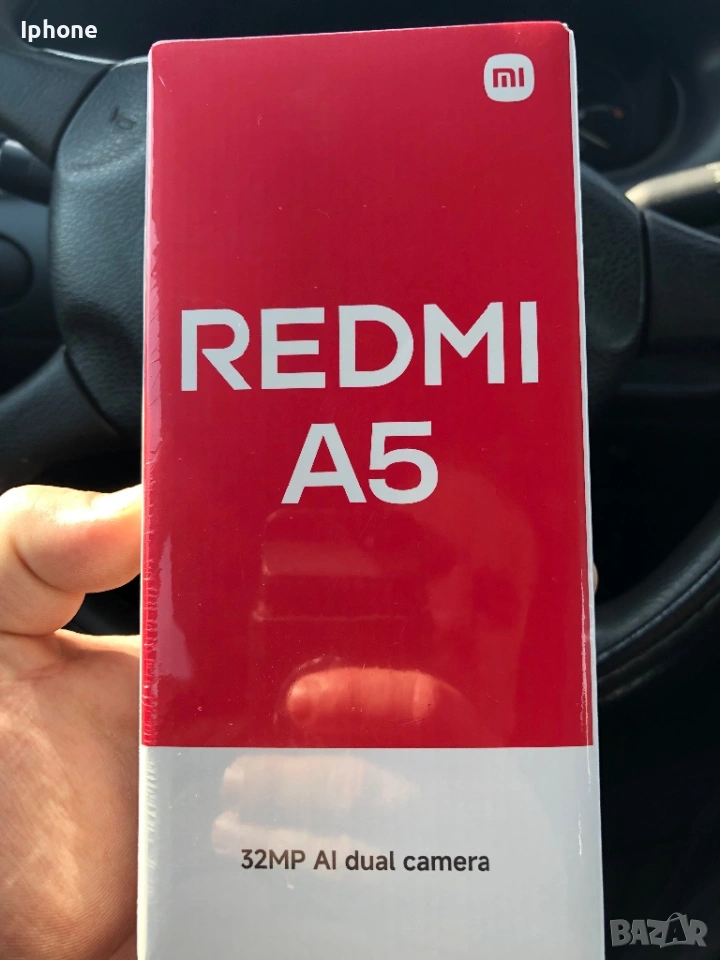 Iphone
mi
REDMI
A5
32MP AI dual camera
BAZAR